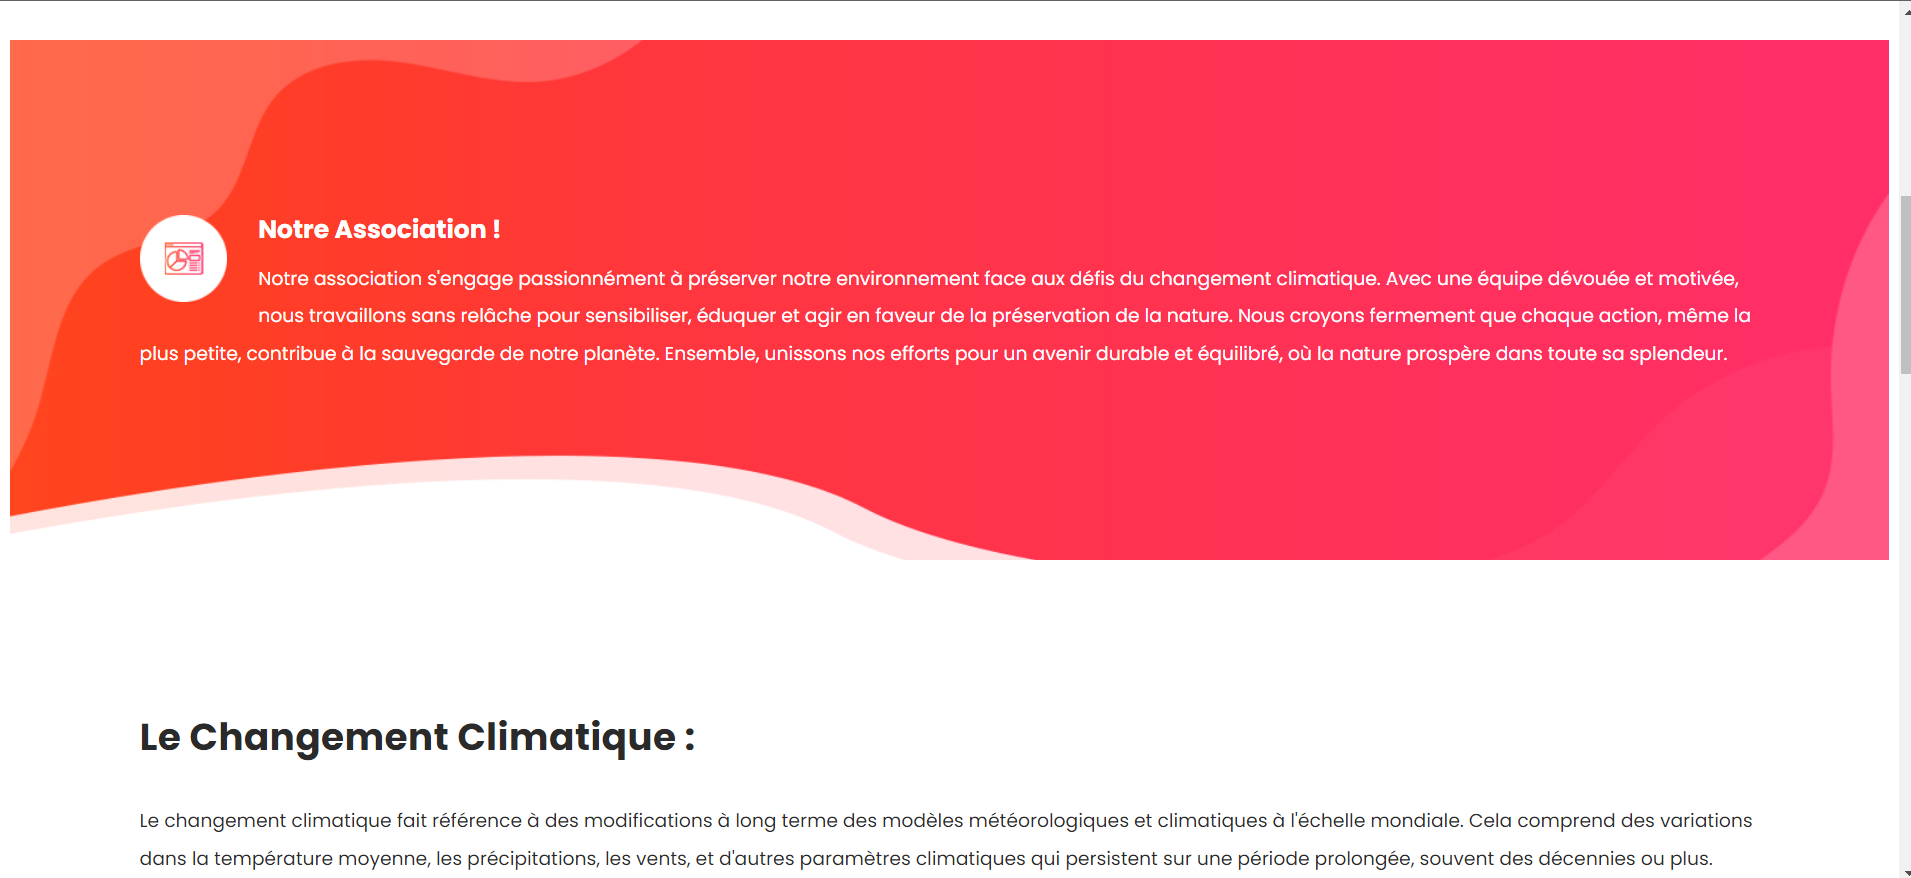 Notre Association !
Notre association s'engage passionnément à préserver notre environnement face aux défis du changement climatique. Avec une équipe dévouée et motivée,
nous travaillons sans relâche pour sensibiliser, éduquer et agir en faveur de la préservation de la nature. Nous croyons fermement que chaque action, même la
plus petite, contribue à la sauvegarde de notre planète. Ensemble, unissons nos efforts pour un avenir durable et équilibré, où la nature prospère dans toute sa splendeur.
Le Changement Climatique :
Le changement climatique fait référence à des modifications à long terme des modèles météorologiques et climatiques à l'échelle mondiale. Cela comprend des variations
dans la température moyenne, les précipitations, les vents, et d'autres paramètres climatiques qui persistent sur une période prolongée, souvent des décennies ou plus.